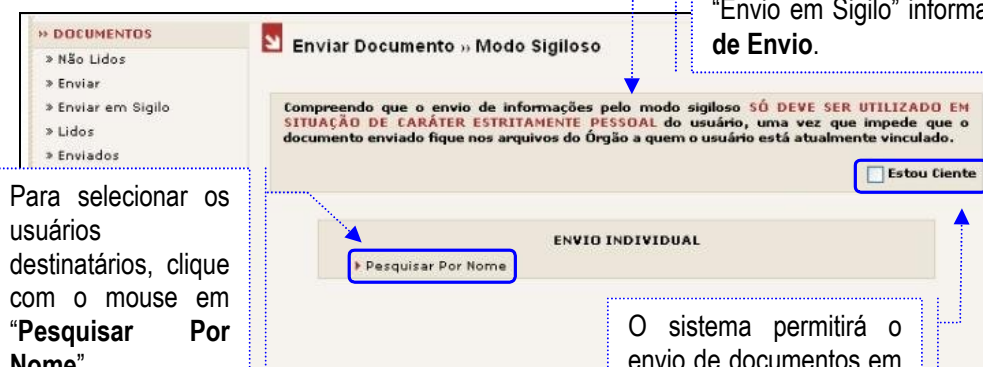 "Envio em Sigilo" informa
de Envio.
» DOCUMENTOS
» Não Lidos
» Enviar
» Enviar em Sigilo
» Lidos
» Enviados
Enviar Documento » Modo Sigiloso
Compreendo que o envio de informações pelo modo sigiloso SÓ DEVE SER UTILIZADO EM
SITUAÇÃO DE CARÁTER ESTRITAMENTE PESSOAL do usuário, uma vez que impede que o
documento enviado fique nos arquivos do Órgão a quem o usuário está atualmente vinculado.
Estou Ciente
ENVIO INDIVIDUAL
Pesquisar Por Nome
Para selecionar os
usuários
destinatários, clique
com o mouse em
"Pesquisar Por
Nome"
O sistema permitirá o
envio de documentos em